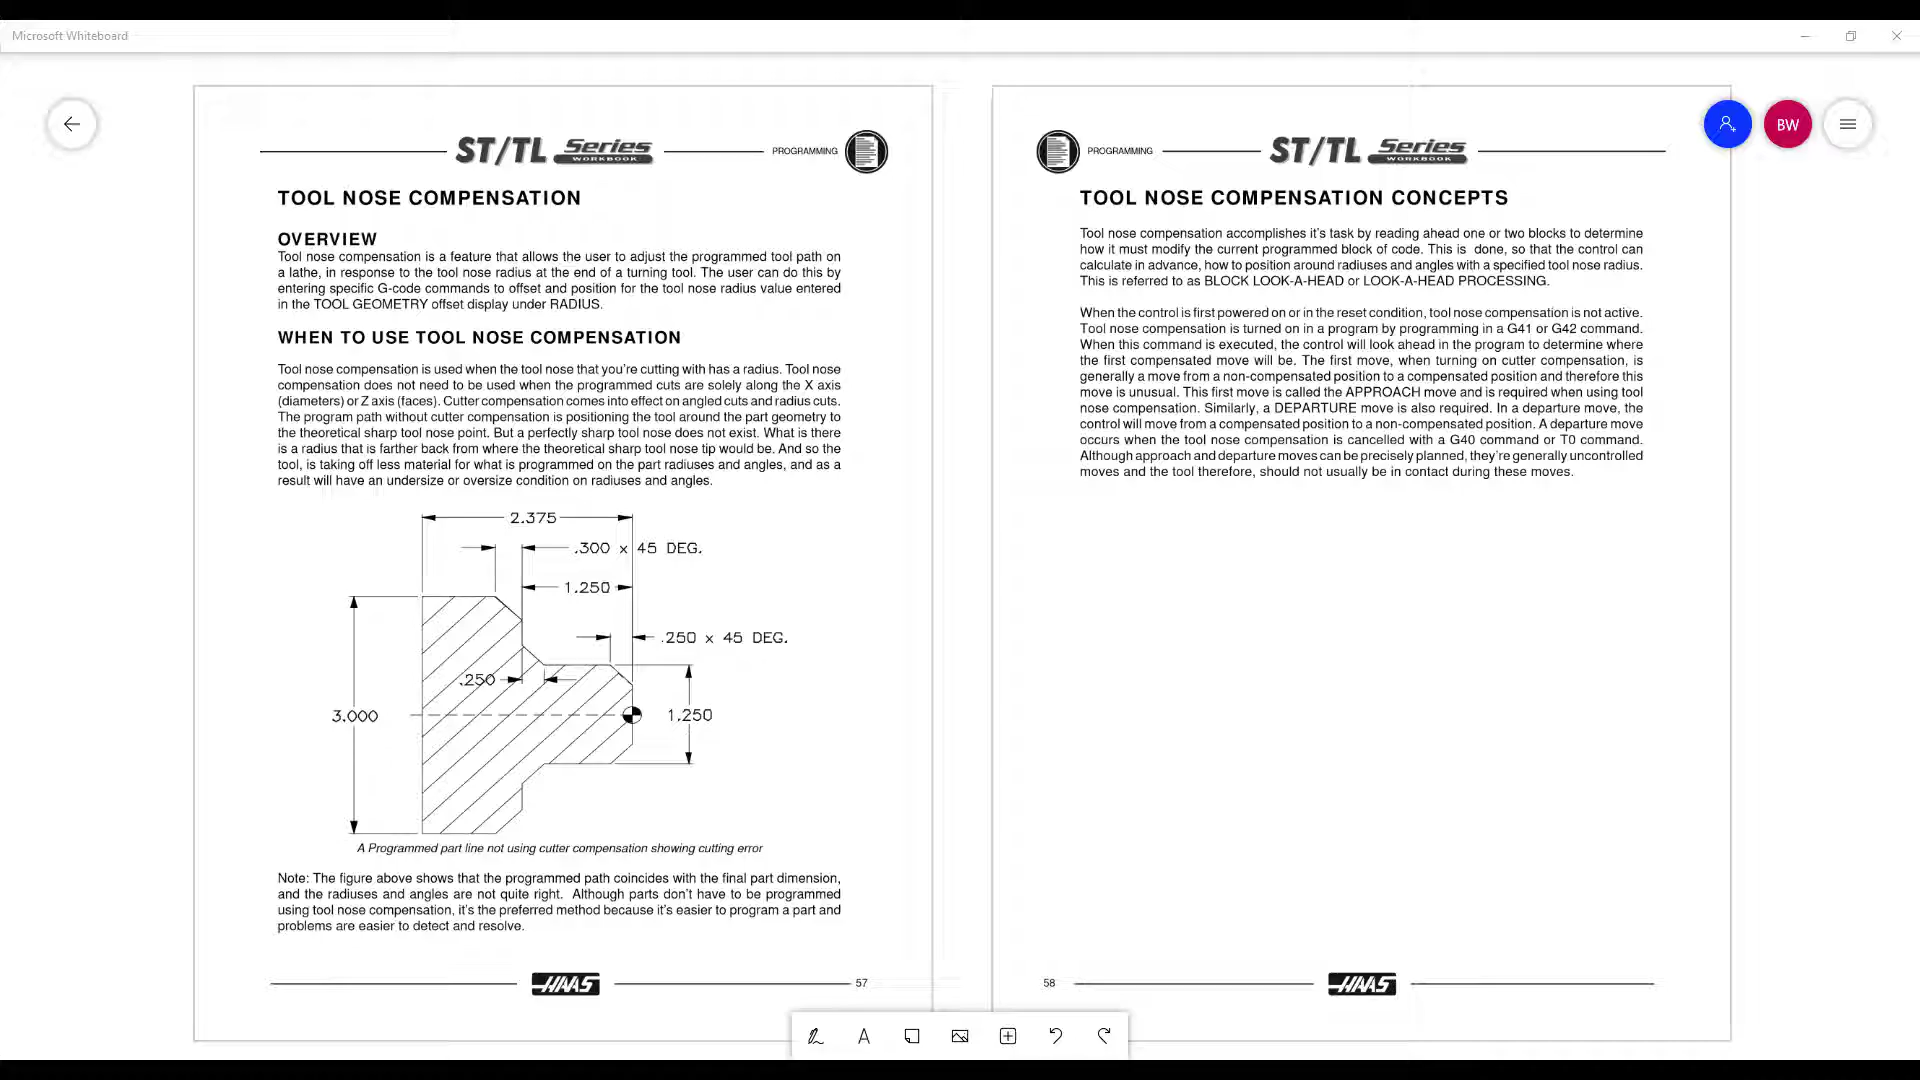 Microsoft Whiteboard
BW
ST/TL Series
WORKBOOK
PROGRAMMING
TOOL NOSE COMPENSATION
OVERVIEW
Tool nose compensation is a feature that allows the user to adjust the programmed tool path on
a lathe, in response to the tool nose radius at the end of a turning tool. The user can do this by
entering specific G-code commands to offset and position for the tool nose radius value entered
in the TOOL GEOMETRY offset display under RADIUS.
WHEN TO USE TOOL NOSE COMPENSATION
Tool nose compensation is used when the tool nose that you're cutting with has a radius. Tool nose
compensation does not need to be used when the programmed cuts are solely along the X axis
(diameters) or Z axis (faces). Cutter compensation comes into effect on angled cuts and radius cuts.
The program path without cutter compensation is positioning the tool around the part geometry to
the theoretical sharp tool nose point. But a perfectly sharp tool nose does not exist. What is there
is a radius that is farther back from where the theoretical sharp tool nose tip would be. And so the
tool, is taking off less material for what is programmed on the part radiuses and angles, and as a
result will have an undersize or oversize condition on radiuses and angles.
2.375
.300 x 45 DEG.
1.250
.250 x 45 DEG.
.250
3.000
1.250
A Programmed part line not using cutter compensation showing cutting error
Note: The figure above shows that the programmed path coincides with the final part dimension,
and the radiuses and angles are not quite right. Although parts don't have to be programmed
using tool nose compensation, it's the preferred method because it's easier to program a part and
problems are easier to detect and resolve.
HAAS
57
PROGRAMMING
ST/TL Series
WORKBOOK
TOOL NOSE COMPENSATION CONCEPTS
Tool nose compensation accomplishes it's task by reading ahead one or two blocks to determine
how it must modify the current programmed block of code. This is done, so that the control can
calculate in advance, how to position around radiuses and angles with a specified tool nose radius.
This is referred to as BLOCK LOOK-A-HEAD or LOOK-A-HEAD PROCESSING.
When the control is first powered on or in the reset condition, tool nose compensation is not active.
Tool nose compensation is turned on in a program by programming in a G41 or G42 command.
When this command is executed, the control will look ahead in the program to determine where
the first compensated move will be. The first move, when turning on cutter compensation, is
generally a move from a non-compensated position to a compensated position and therefore this
move is unusual. This first move is called the APPROACH move and is required when using tool
nose compensation. Similarly, a DEPARTURE move is also required. In a departure move, the
control will move from a compensated position to a non-compensated position. A departure move
occurs when the tool nose compensation is cancelled with a G40 command or T0 command.
Although approach and departure moves can be precisely planned, they're generally uncontrolled
moves and the tool therefore, should not usually be in contact during these moves.
58
HAAS